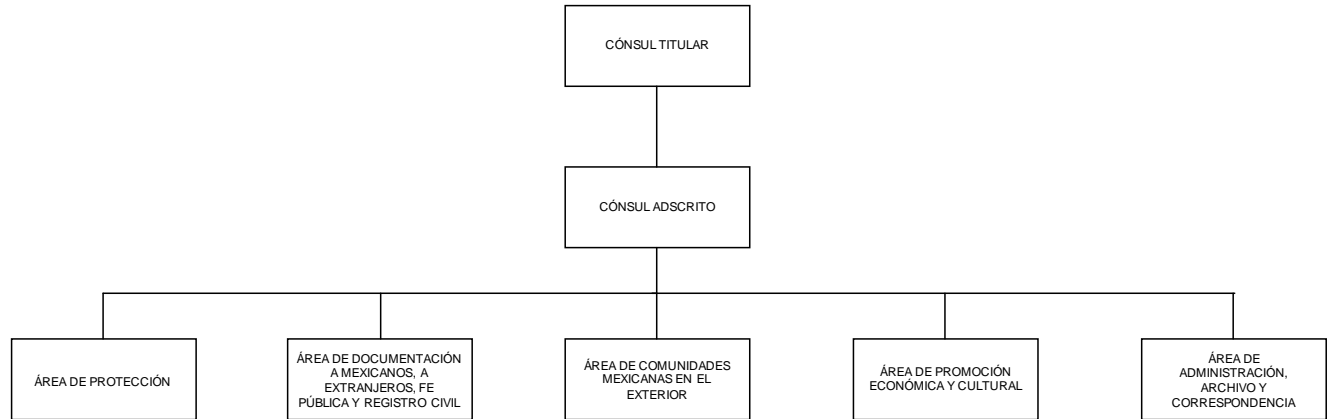 CÓNSUL TITULAR
CÓNSUL ADSCRITO
ÁREA DE PROTECCIÓN
ÁREA DE DOCUMENTACIÓN
A MEXICANOS, A
EXTRANJEROS, FE
PÚBLICA Y REGISTRO CIVIL
ÁREA DE COMUNIDADES
MEXICANAS EN EL
EXTERIOR
ÁREA DE PROMOCIÓN
ECONÓMICA Y CULTURAL
ÁREA DE
ADMINISTRACIÓN,
ARCHIVO Y
CORRESPONDENCIA